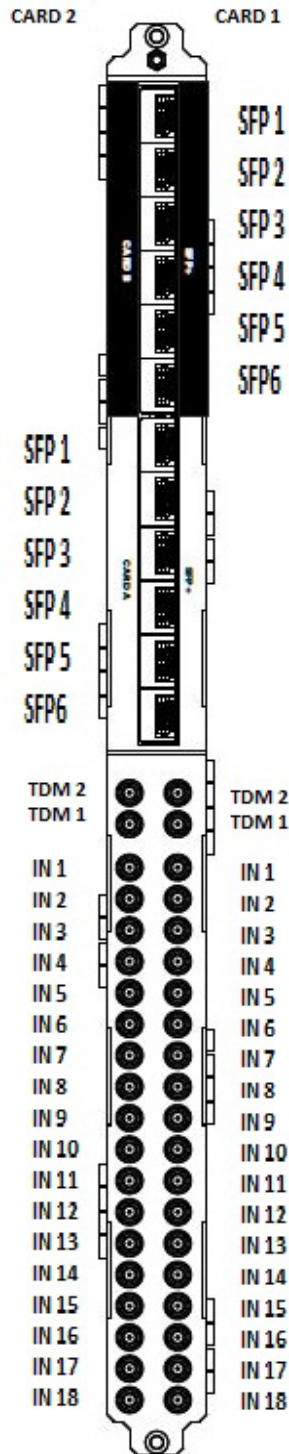 CARD 2 CARD 1
SFP 1
SFP 2
SFP 3
SFP 4
SFP 5
SFP6
CARD B SFP+
SFP 1
SFP 2
SFP 3
SFP 4
SFP 5
SFP6
CARD A SFP+
TDM 2 TDM 2
TDM 1 TDM 1
IN 1 IN 1
IN 2 IN 2
IN 3 IN 3
IN 4 IN 4
IN 5 IN 5
IN 6 IN 6
IN 7 IN 7
IN 8 IN 8
IN 9 IN 9
IN 10 IN 10
IN 11 IN 11
IN 12 IN 12
IN 13 IN 13
IN 14 IN 14
IN 15 IN 15
IN 16 IN 16
IN 17 IN 17
IN 18 IN 18